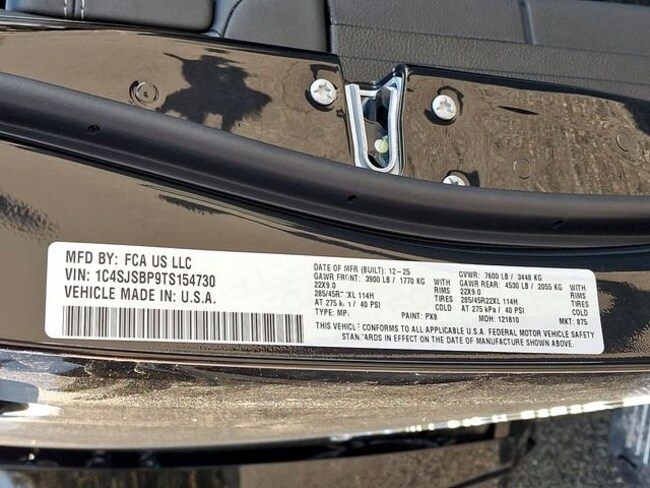 MFD BY: FCA US LLC
VIN: 1C4SJSBP9TS154730
VEHICLE MADE IN: U.S.A.
DATE OF MFR (BUILT): 12-25
GAWR FRONT: 3900 LB / 1770 KG WITH
22X9.0 TIRES
285/45R XL 114H COLD
AT 275 / 40 PSI
TYPE: MP PAINT: PX8
GVWR: 7600 LB / 3448 KG
GAWR REAR: 4530 LB / 2055 KG WITH
22X9.0 TIRES
285/45R22XL 114H COLD
AT 275 kPa / 40 PSI
MDH: 121810 MKT: 875
THIS VEHICLE CONFORMS TO ALL APPLICABLE U.S.A. FEDERAL MOTOR VEHICLE SAFETY
STANDARDS IN EFFECT ON THE DATE OF MANUFACTURE SHOWN ABOVE.